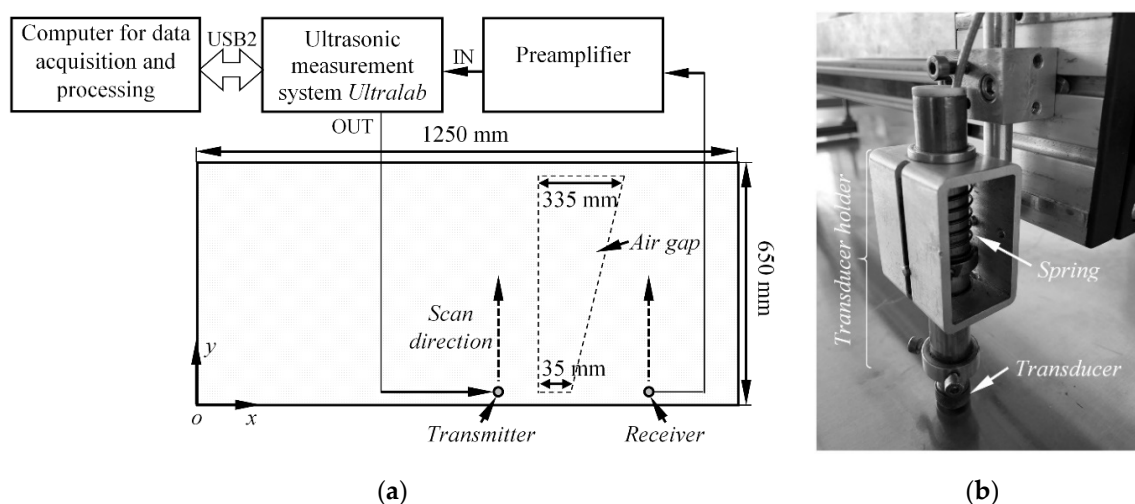 Computer for data
acquisition and
processing
USB2
Ultrasonic
measurement
system Ultralab
IN
Preamplifier
OUT
1250 mm
335 mm
Air gap
650 mm
Scan
direction
35 mm
y
o
x
Transmitter
Receiver
(a)
Transducer holder
Spring
Transducer
(b)